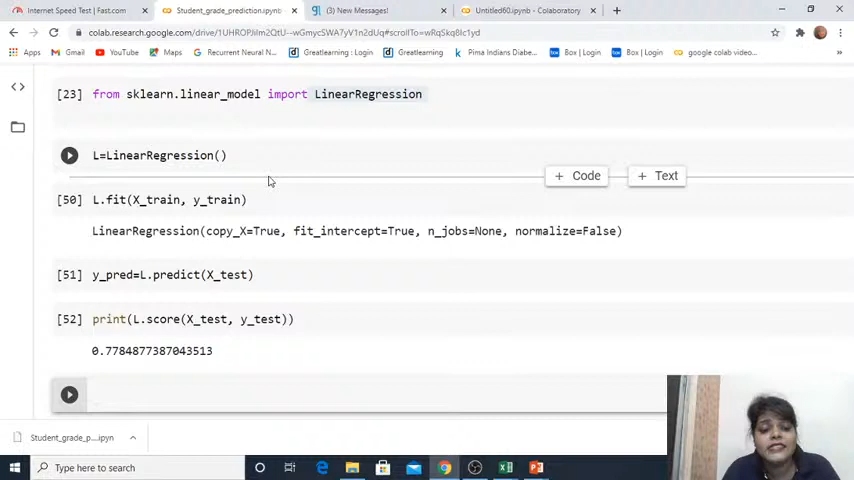 Internet Speed Test | Fast.com
Student_grade_prediction.ipynb
(3) New Messages!
Untitled60.ipynb - Colaboratory
colab.research.google.com/drive/1UHROPJilm2QtU--wGmycSWA7yV1n2dUq#scrollTo=wRqSkq8Ic1yd
Apps
Gmail
YouTube
Maps
Recurrent Neural N...
Greatlearning : Login
Greatlearning
Pima Indians Diabe...
Box | Login
Box | Login
google colab video...
[23] from sklearn.linear_model import LinearRegression
L=LinearRegression()
+ Code
+ Text
[50] L.fit(X_train, y_train)
LinearRegression(copy_X=True, fit_intercept=True, n_jobs=None, normalize=False)
[51] y_pred=L.predict(X_test)
[52] print(L.score(X_test, y_test))
0.7784877387043513
Student_grade_p....ipyn
Type here to search